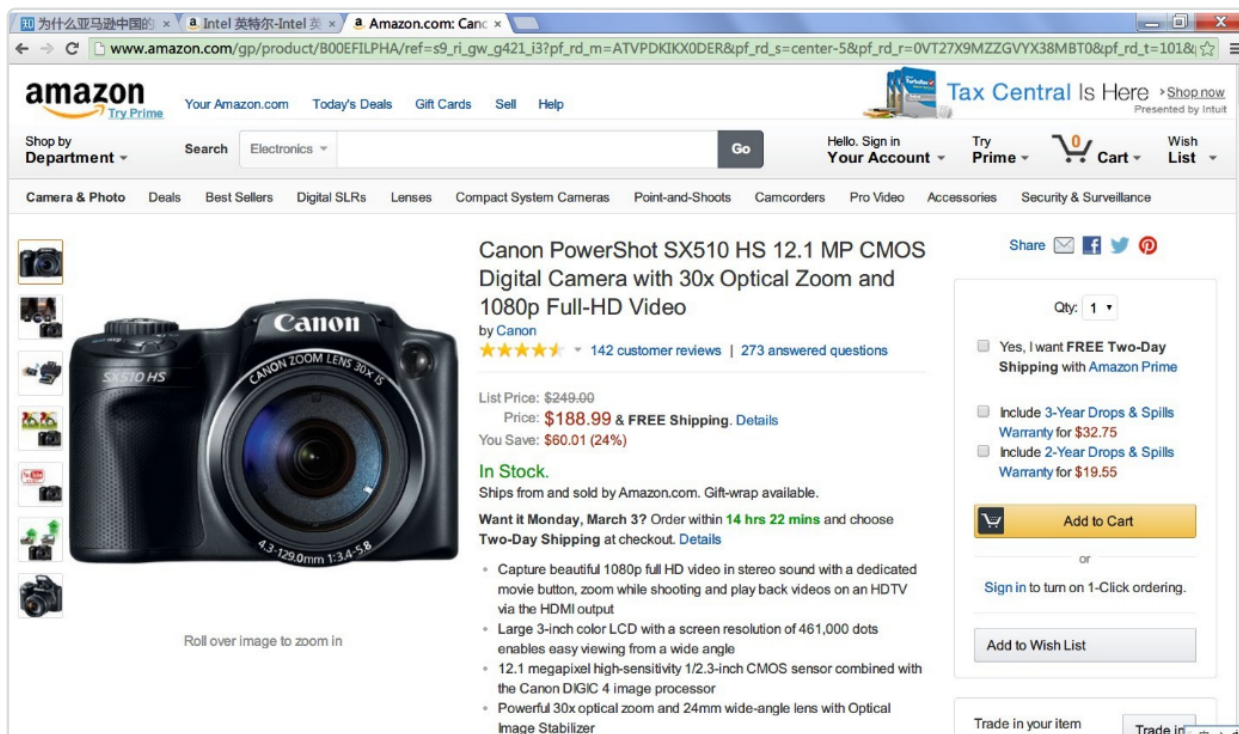 为什么亚马逊中国的
Intel 英特尔-Intel 英
Amazon.com: Canc
www.amazon.com/gp/product/B00EFILPHA/ref=s9_ri_gw_g421_i3?pf_rd_m=ATVPDKIKX0DER&pf_rd_s=center-5&pf_rd_r=0VT27X9MZZGVYX38MBT0&pf_rd_t=101&
amazon
Try Prime
Your Amazon.com Today's Deals Gift Cards Sell Help
Tax Central Is Here > Shop now
Presented by Intuit
Shop by
Department
Search Electronics Go
Hello. Sign in
Your Account
Try
Prime
0
Cart
Wish
List
Camera & Photo Deals Best Sellers Digital SLRs Lenses Compact System Cameras Point-and-Shoots Camcorders Pro Video Accessories Security & Surveillance
Canon
SX510 HS
CANON ZOOM LENS 30x IS
4.3-129.0mm 1:3.4-5.8
Roll over image to zoom in
Canon PowerShot SX510 HS 12.1 MP CMOS
Digital Camera with 30x Optical Zoom and
1080p Full-HD Video
by Canon
142 customer reviews | 273 answered questions
List Price: $249.00
Price: $188.99 & FREE Shipping. Details
You Save: $60.01 (24%)
In Stock.
Ships from and sold by Amazon.com. Gift-wrap available.
Want it Monday, March 3? Order within 14 hrs 22 mins and choose
Two-Day Shipping at checkout. Details
• Capture beautiful 1080p full HD video in stereo sound with a dedicated
movie button, zoom while shooting and play back videos on an HDTV
via the HDMI output
• Large 3-inch color LCD with a screen resolution of 461,000 dots
enables easy viewing from a wide angle
• 12.1 megapixel high-sensitivity 1/2.3-inch CMOS sensor combined with
the Canon DIGIC 4 image processor
• Powerful 30x optical zoom and 24mm wide-angle lens with Optical
Image Stabilizer
Share
Qty: 1
Yes, I want FREE Two-Day
Shipping with Amazon Prime
Include 3-Year Drops & Spills
Warranty for $32.75
Include 2-Year Drops & Spills
Warranty for $19.55
Add to Cart
or
Sign in to turn on 1-Click ordering.
Add to Wish List
Trade in your item
Trade in